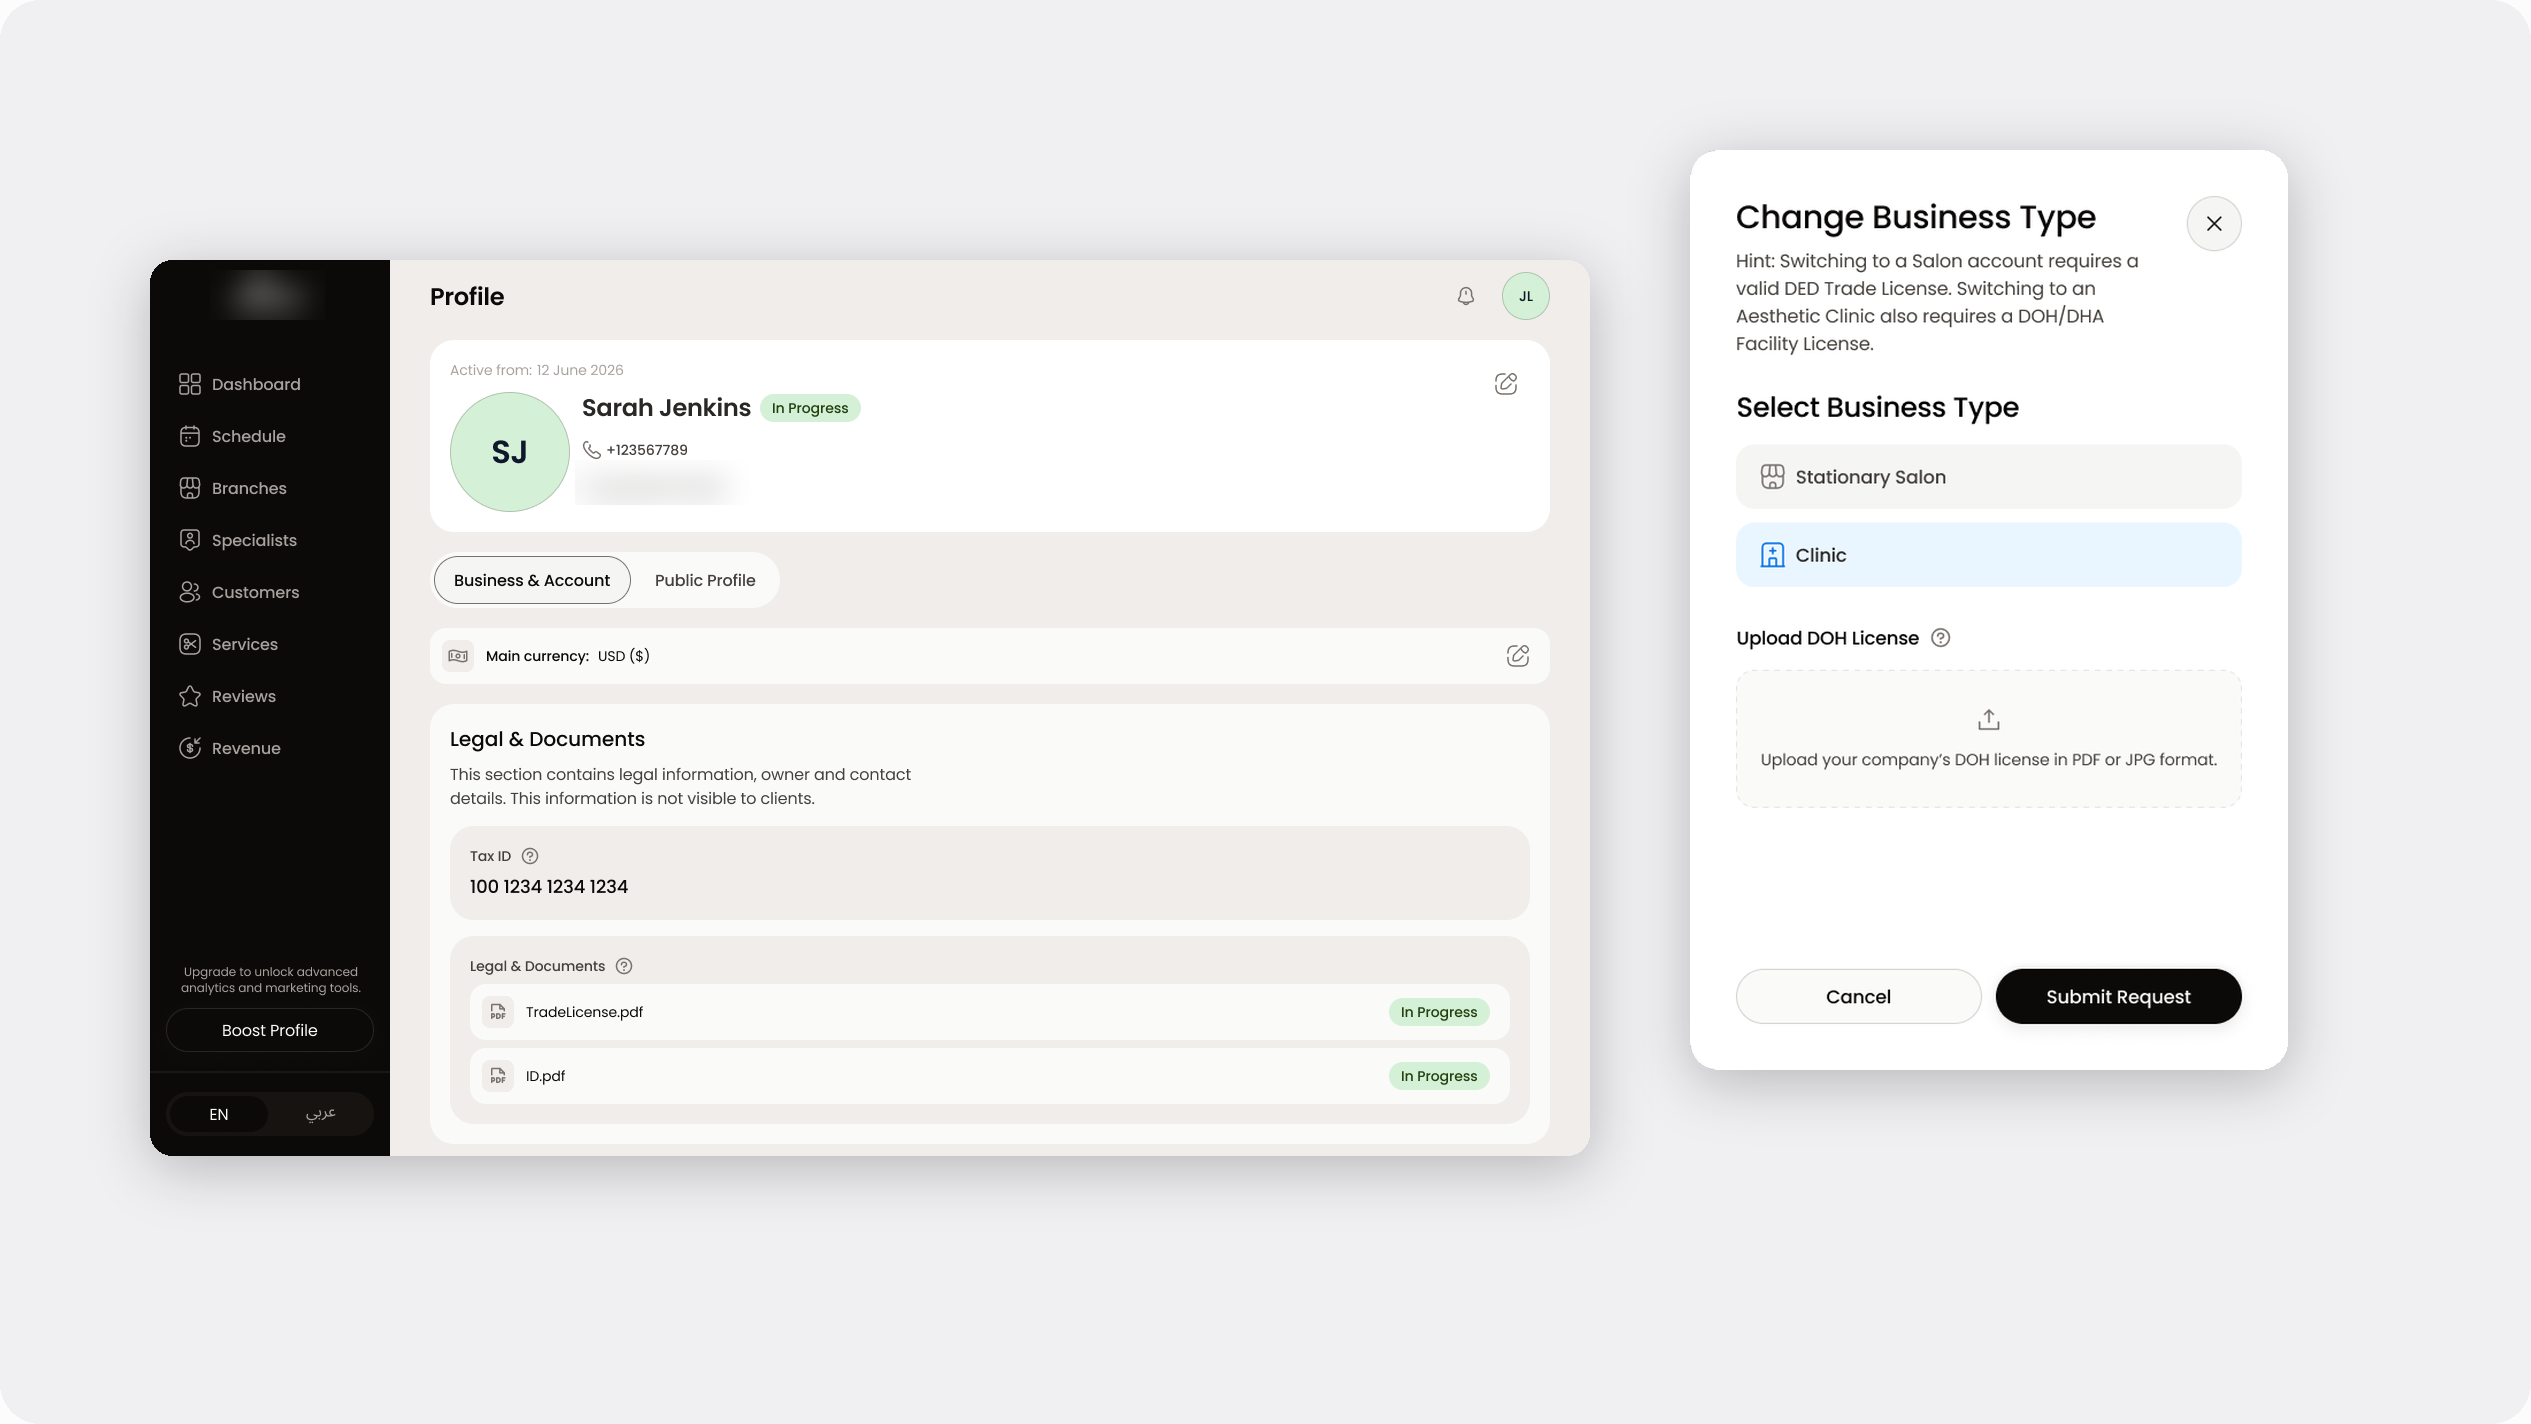 Dashboard
Schedule
Branches
Specialists
Customers
Services
Reviews
Revenue
Upgrade to unlock advanced
analytics and marketing tools.
Boost Profile
EN
عربي
Profile
JL
Active from: 12 June 2026
SJ
Sarah Jenkins
In Progress
+123567789
Business & Account
Public Profile
Main currency: USD ($)
Legal & Documents
This section contains legal information, owner and contact
details. This information is not visible to clients.
Tax ID
100 1234 1234 1234
Legal & Documents
PDF
TradeLicense.pdf
In Progress
PDF
ID.pdf
In Progress
Change Business Type
Hint: Switching to a Salon account requires a
valid DED Trade License. Switching to an
Aesthetic Clinic also requires a DOH/DHA
Facility License.
Select Business Type
Stationary Salon
Clinic
Upload DOH License
Upload your company's DOH license in PDF or JPG format.
Cancel
Submit Request